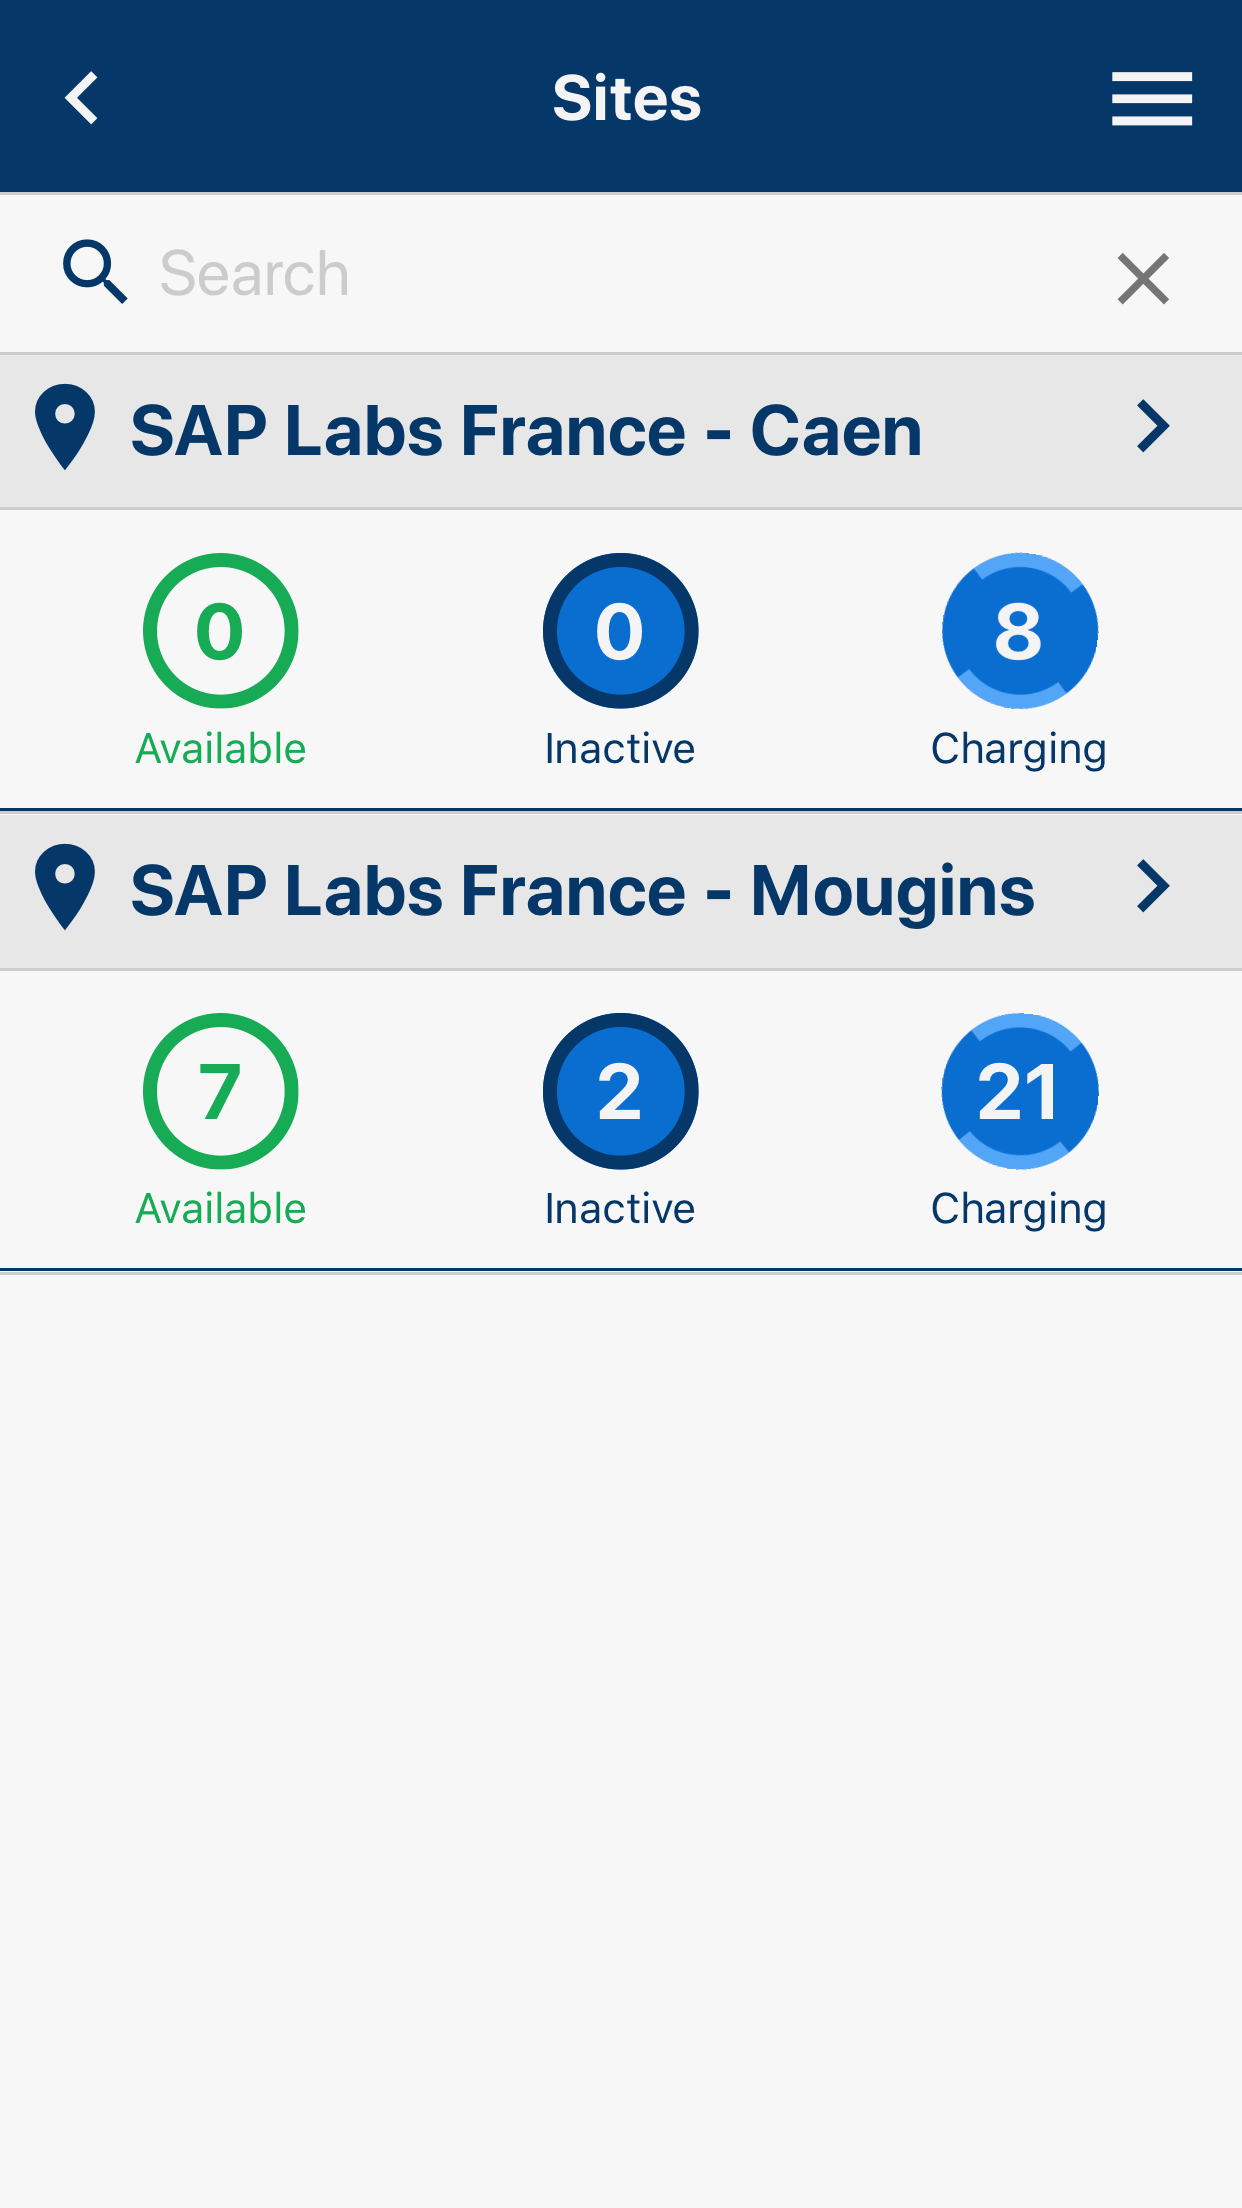 Sites
Search
SAP Labs France - Caen
0 0 8
Available Inactive Charging
SAP Labs France - Mougins
7 2 21
Available Inactive Charging